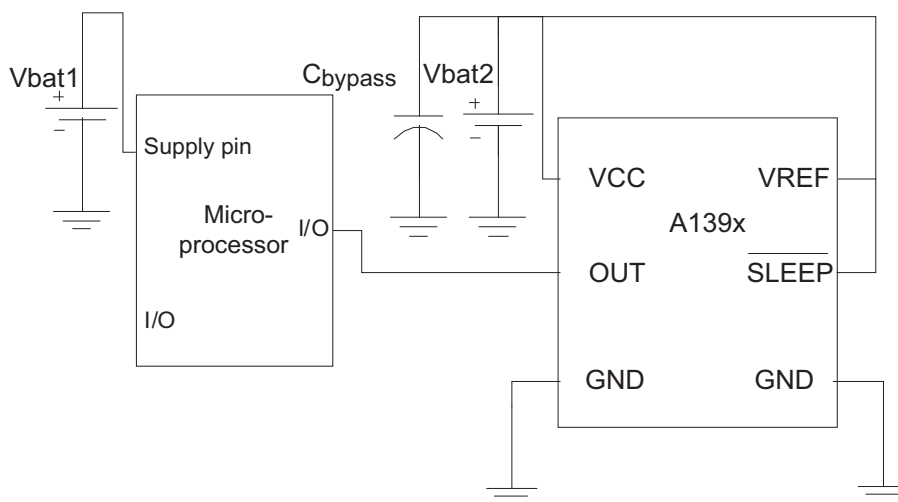 Vbat1
+
-
Cbypass
Vbat2
+
-
Supply pin
Micro-
processor
I/O
I/O
VCC
VREF
A139x
OUT
SLEEP
GND
GND